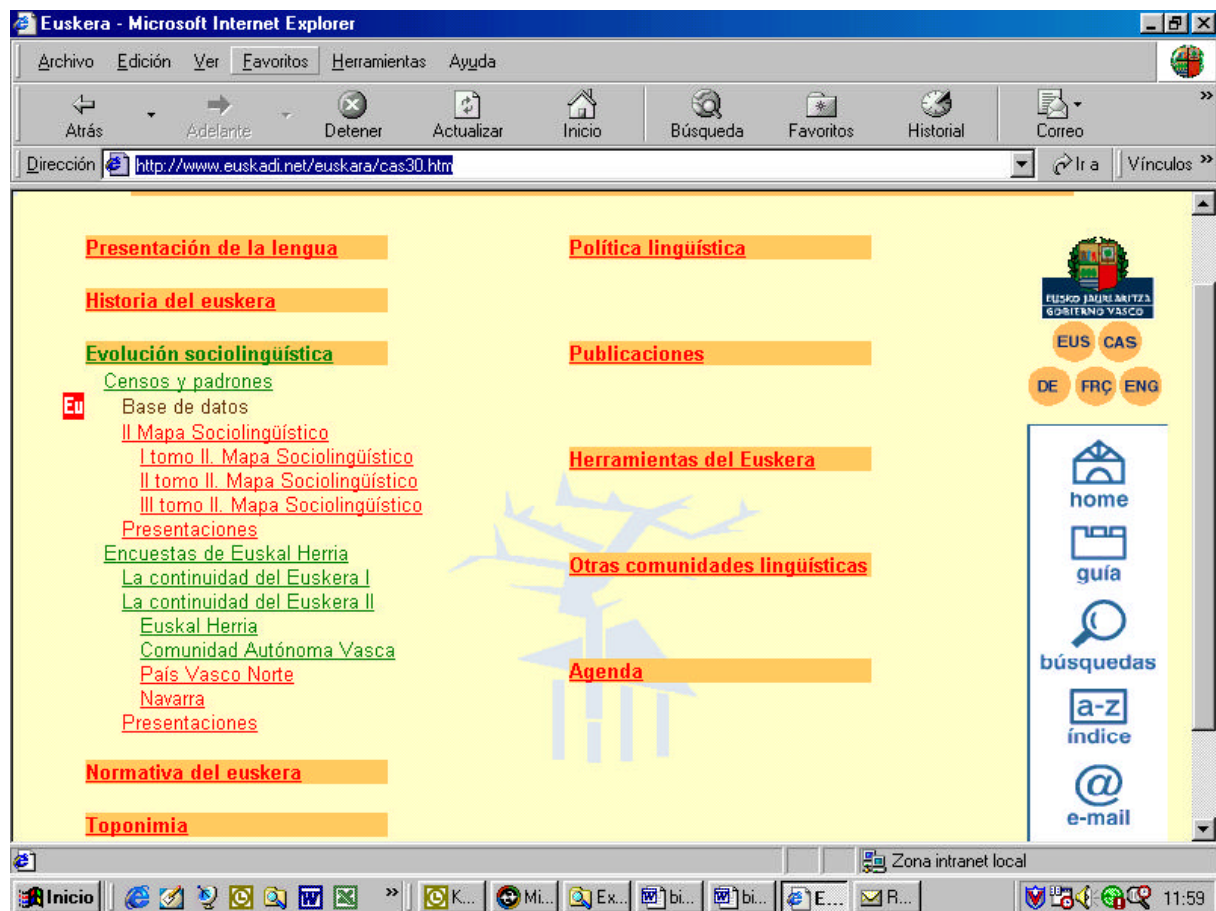 Euskera - Microsoft Internet Explorer
Archivo Edición Ver Favoritos Herramientas Ayuda
Atrás Adelante Detener Actualizar Inicio Búsqueda Favoritos Historial Correo »
Dirección http://www.euskadi.net/euskara/cas30.htm Ir a Vínculos »
Presentación de la lengua
Historia del euskera
Evolución sociolingüística
Censos y padrones
Eu Base de datos
II Mapa Sociolingüístico
I tomo II. Mapa Sociolingüístico
II tomo II. Mapa Sociolingüístico
III tomo II. Mapa Sociolingüístico
Presentaciones
Encuestas de Euskal Herria
La continuidad del Euskera I
La continuidad del Euskera II
Euskal Herria
Comunidad Autónoma Vasca
País Vasco Norte
Navarra
Presentaciones
Normativa del euskera
Toponimia
Política lingüística
Publicaciones
Herramientas del Euskera
Otras comunidades lingüísticas
Agenda
EUSKO JAURLARITZA
GOBIERNO VASCO
EUS CAS
DE FRÇ ENG
home
guía
búsquedas
a-z
índice
@
e-mail
Zona intranet local
Inicio » K... Mi... Ex... bi... bi... E... R... 11:59